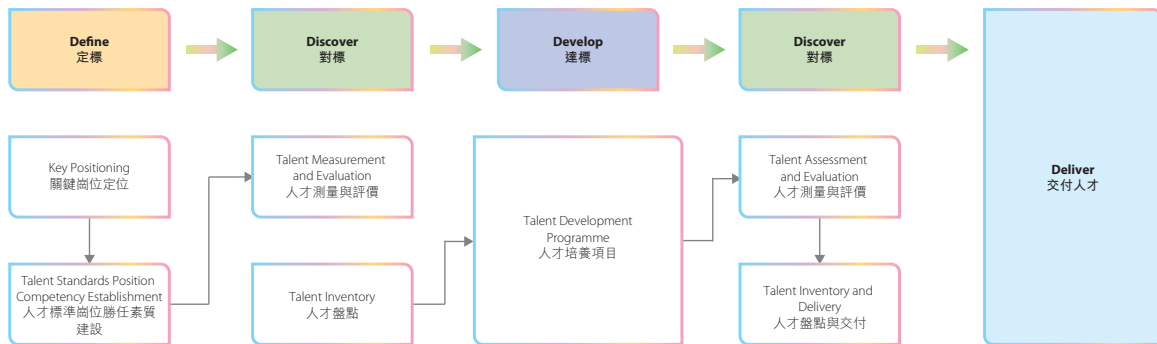 Define
定標
Discover
對標
Develop
達標
Discover
對標
Deliver
交付人才
Key Positioning
關鍵崗位定位
Talent Standards Position
Competency Establishment
人才標準崗位勝任素質
建設
Talent Measurement
and Evaluation
人才測量與評價
Talent Inventory
人才盤點
Talent Development
Programme
人才培養項目
Talent Assessment
and Evaluation
人才測量與評價
Talent Inventory and
Delivery
人才盤點與交付